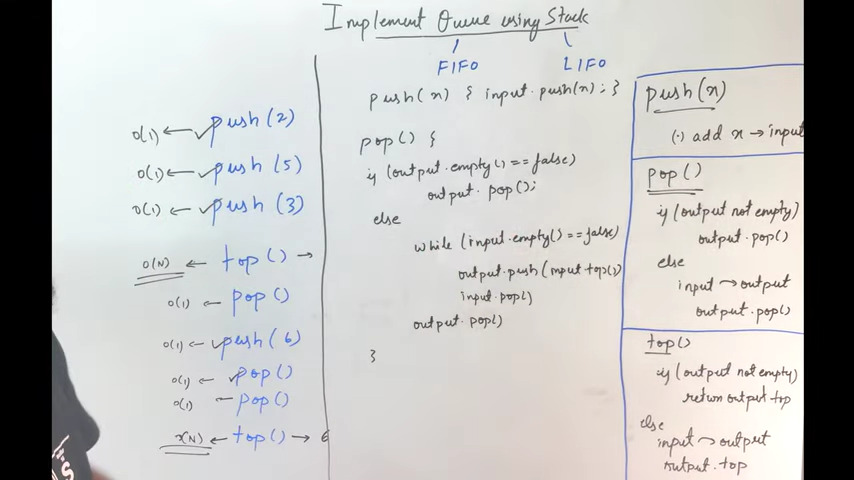 Implement Queue using Stack
FIFO LIFO
O(1) ← push(2)
O(1) ← push(5)
O(1) ← push(3)
O(N) ← top() →
O(1) ← pop()
O(1) ← push(6)
O(1) ← pop()
O(1) ← pop()
(N) ← top() → 6
push(x) { input.push(x); }
pop() {
if (output.empty() == false)
output.pop();
else
while (input.empty() == false)
output.push(input.top())
input.pop()
output.pop()
}
push(x)
(·) add x → input
pop()
if (output not empty)
output.pop()
else
input → output
output.pop()
top()
if (output not empty)
return output top
else
input → output
output.top